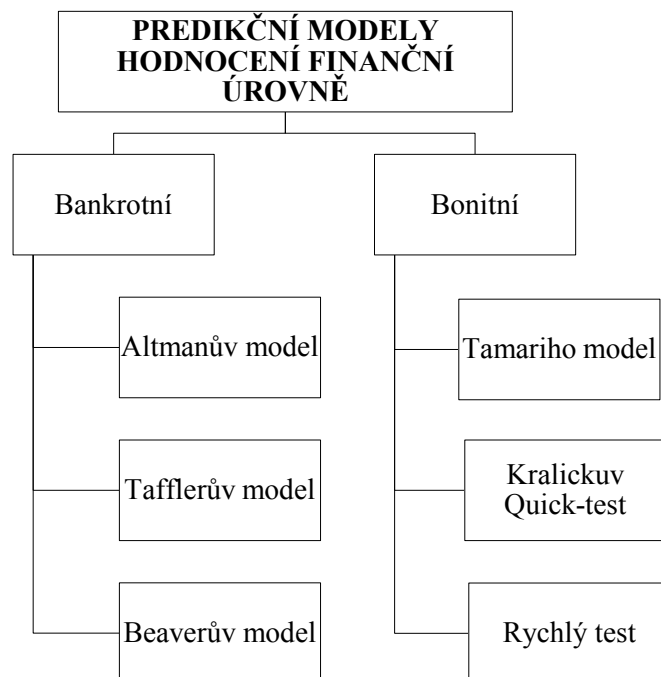 PREDIKČNÍ MODELY
HODNOCENÍ FINANČNÍ
ÚROVNĚ
Bankrotní
Bonitní
Altmanův model
Tamariho model
Tafflerův model
Kralickuv
Quick-test
Beaverův model
Rychlý test